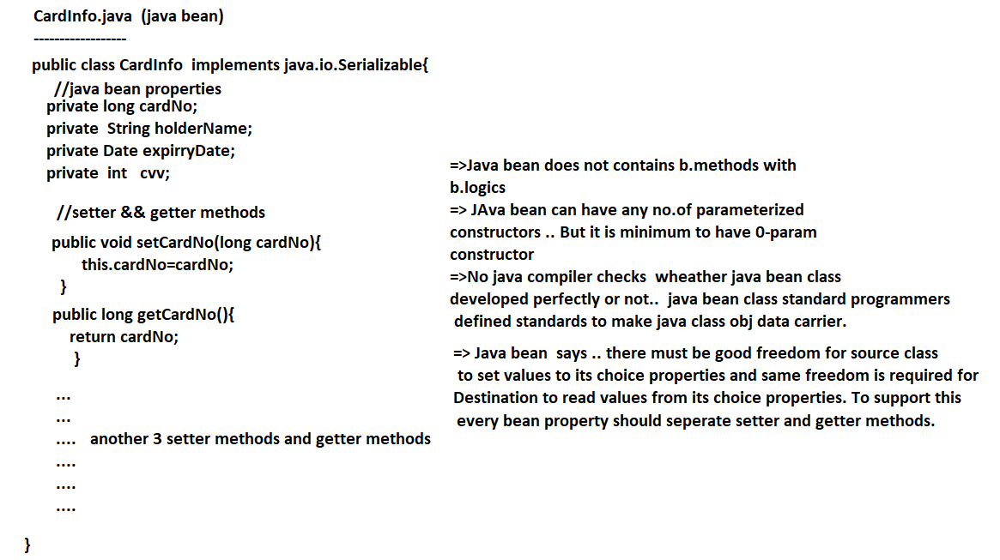 CardInfo.java (java bean)
------------------
public class CardInfo implements java.io.Serializable{
//java bean properties
private long cardNo;
private String holderName;
private Date expirryDate;
private int cvv;
//setter && getter methods
public void setCardNo(long cardNo){
this.cardNo=cardNo;
}
public long getCardNo(){
return cardNo;
}
...
...
.... another 3 setter methods and getter methods
....
....
....
}
=>Java bean does not contains b.methods with
b.logics
=> JAva bean can have any no.of parameterized
constructors .. But it is minimum to have 0-param
constructor
=>No java compiler checks wheather java bean class
developed perfectly or not.. java bean class standard programmers
defined standards to make java class obj data carrier.
=> Java bean says .. there must be good freedom for source class
to set values to its choice properties and same freedom is required for
Destination to read values from its choice properties. To support this
every bean property should seperate setter and getter methods.